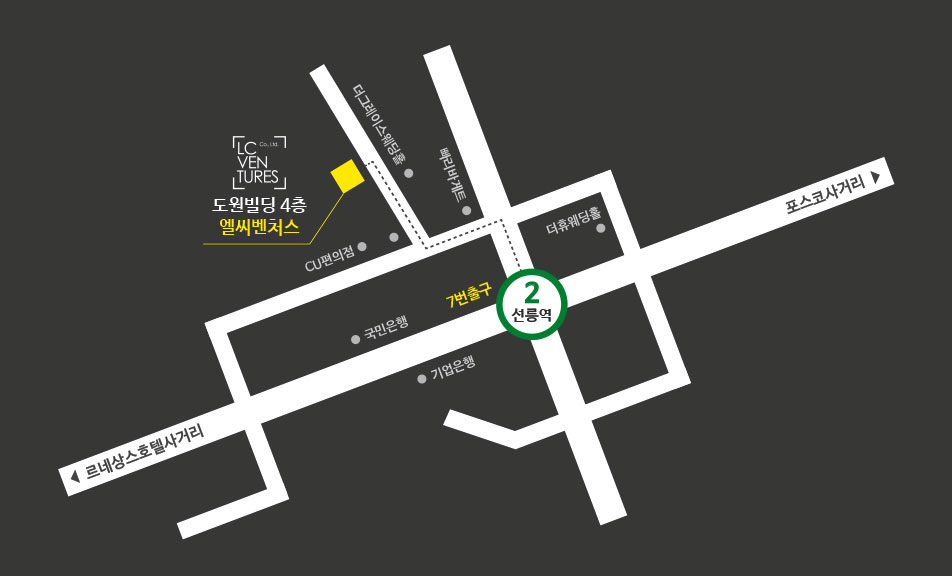 더그레이스웨딩홀
빠리바게트
LC Co., Ltd.
VEN
TURES
도원빌딩 4층
엘씨벤처스
포스코사거리
더휴웨딩홀
CU편의점
7번출구
2
선릉역
국민은행
기업은행
르네상스호텔사거리